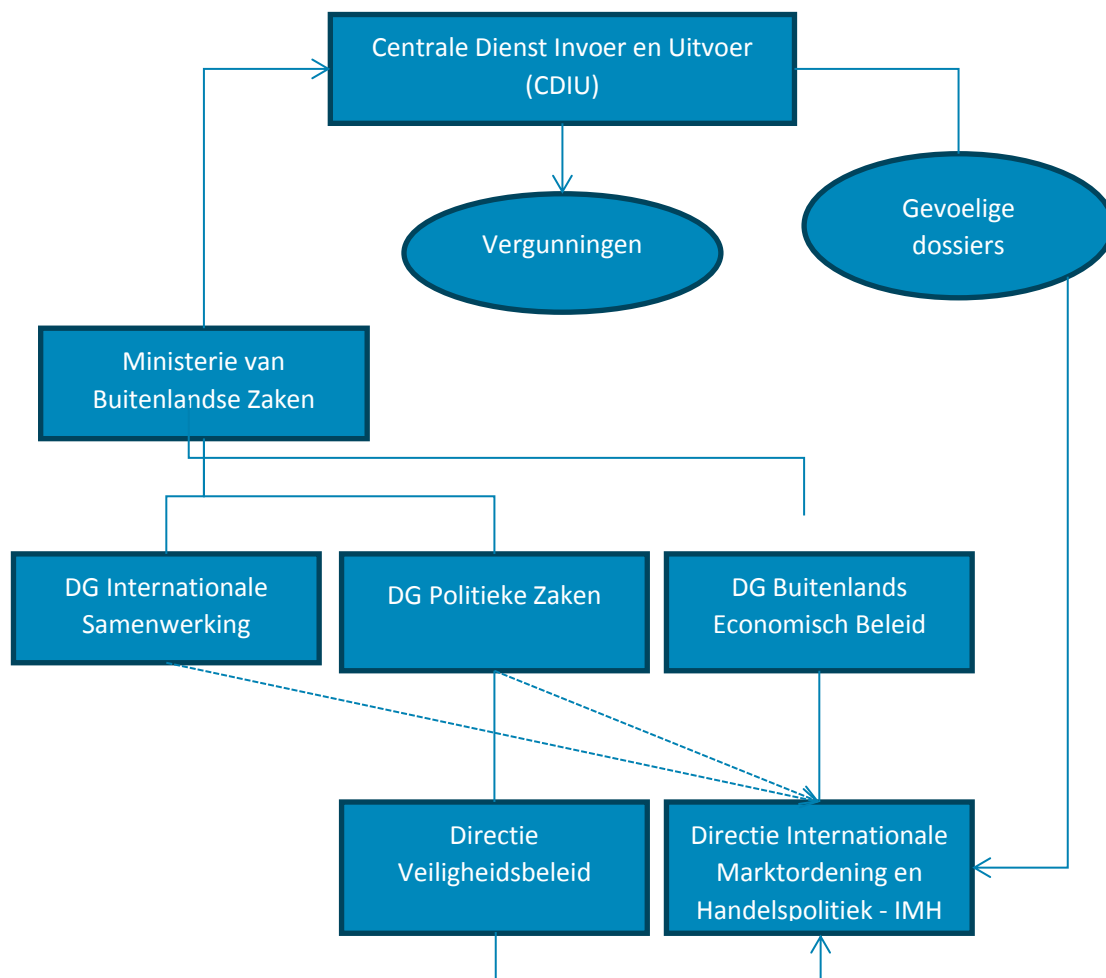 Centrale Dienst Invoer en Uitvoer
(CDIU)
Gevoelige
dossiers
Vergunningen
Ministerie van
Buitenlandse Zaken
DG Internationale
Samenwerking
DG Politieke Zaken
DG Buitenlands
Economisch Beleid
Directie
Veiligheidsbeleid
Directie Internationale
Marktordening en
Handelspolitiek - IMH